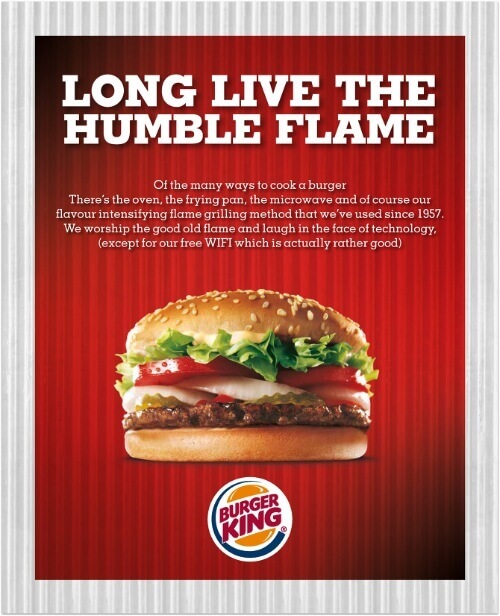 LONG LIVE THE
HUMBLE FLAME
Of the many ways to cook a burger
There's the oven, the frying pan, the microwave and of course our
flavour intensifying flame grilling method that we've used since 1957.
We worship the good old flame and laugh in the face of technology,
(except for our free WIFI which is actually rather good)
BURGER
KING®